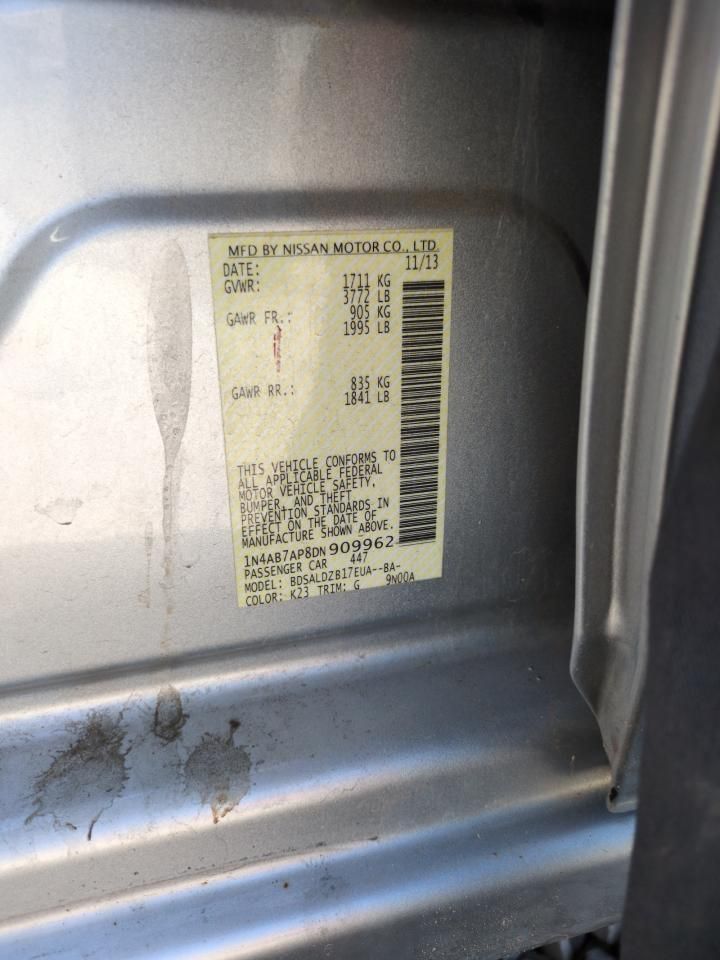 MFD BY NISSAN MOTOR CO., LTD.
DATE: 11/13
GVWR: 1711 KG
3772 LB
GAWR FR.: 905 KG
1995 LB
GAWR RR.: 835 KG
1841 LB
THIS VEHICLE CONFORMS TO
ALL APPLICABLE FEDERAL
MOTOR VEHICLE SAFETY,
BUMPER, AND THEFT
PREVENTION STANDARDS IN
EFFECT ON THE DATE OF
MANUFACTURE SHOWN ABOVE.
1N4AB7AP8DN 909962
PASSENGER CAR 447
MODEL: BDSALDZB17EUA--BA-
COLOR: K23 TRIM: G 9N00A